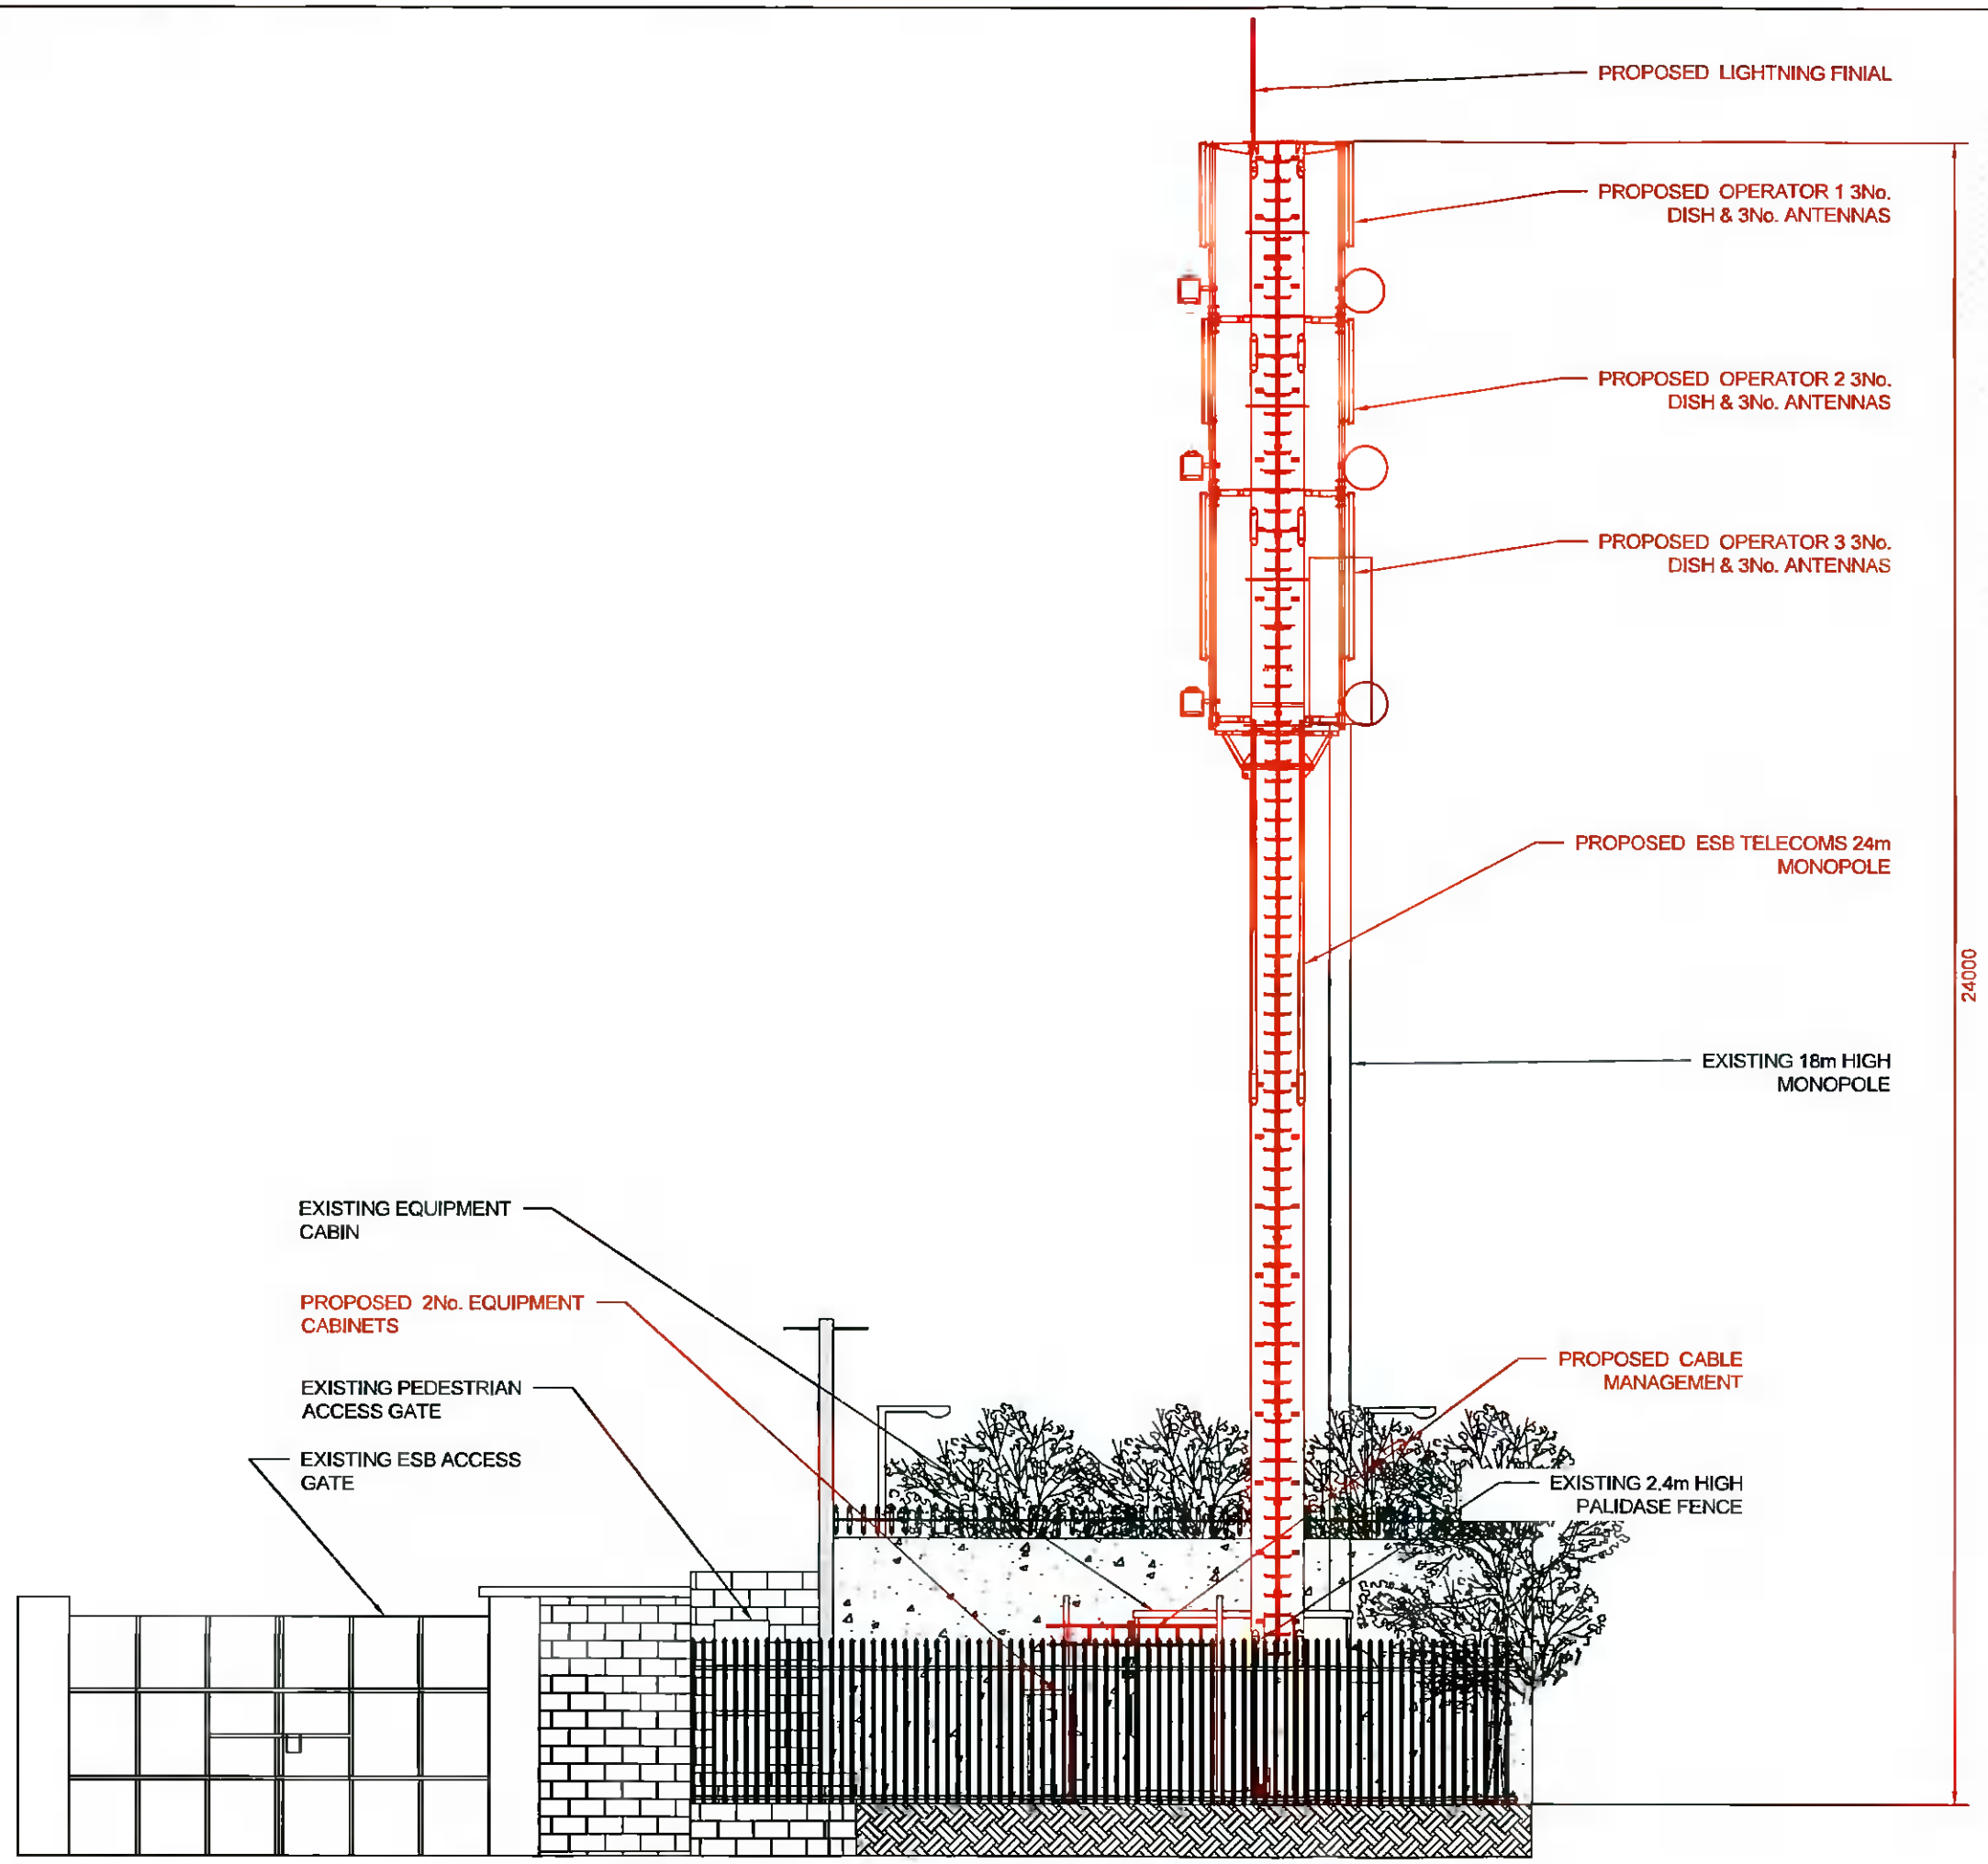 PROPOSED LIGHTNING FINIAL
PROPOSED OPERATOR 1 3No.
DISH & 3No. ANTENNAS
PROPOSED OPERATOR 2 3No.
DISH & 3No. ANTENNAS
PROPOSED OPERATOR 3 3No.
DISH & 3No. ANTENNAS
PROPOSED ESB TELECOMS 24m
MONOPOLE
24000
EXISTING 18m HIGH
MONOPOLE
EXISTING EQUIPMENT
CABIN
PROPOSED 2No. EQUIPMENT
CABINETS
EXISTING PEDESTRIAN
ACCESS GATE
EXISTING ESB ACCESS
GATE
PROPOSED CABLE
MANAGEMENT
EXISTING 2.4m HIGH
PALIDASE FENCE